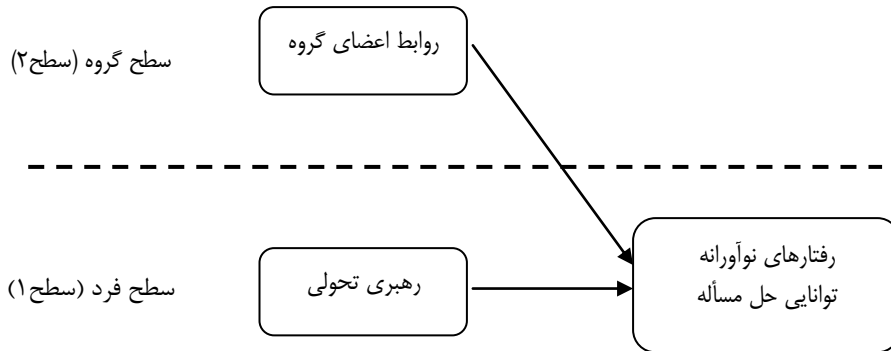 روابط اعضای گروه
سطح گروه (سطح۲)
رفتارهای نوآورانه
توانایی حل مسأله
رهبری تحولی
سطح فرد (سطح۱)